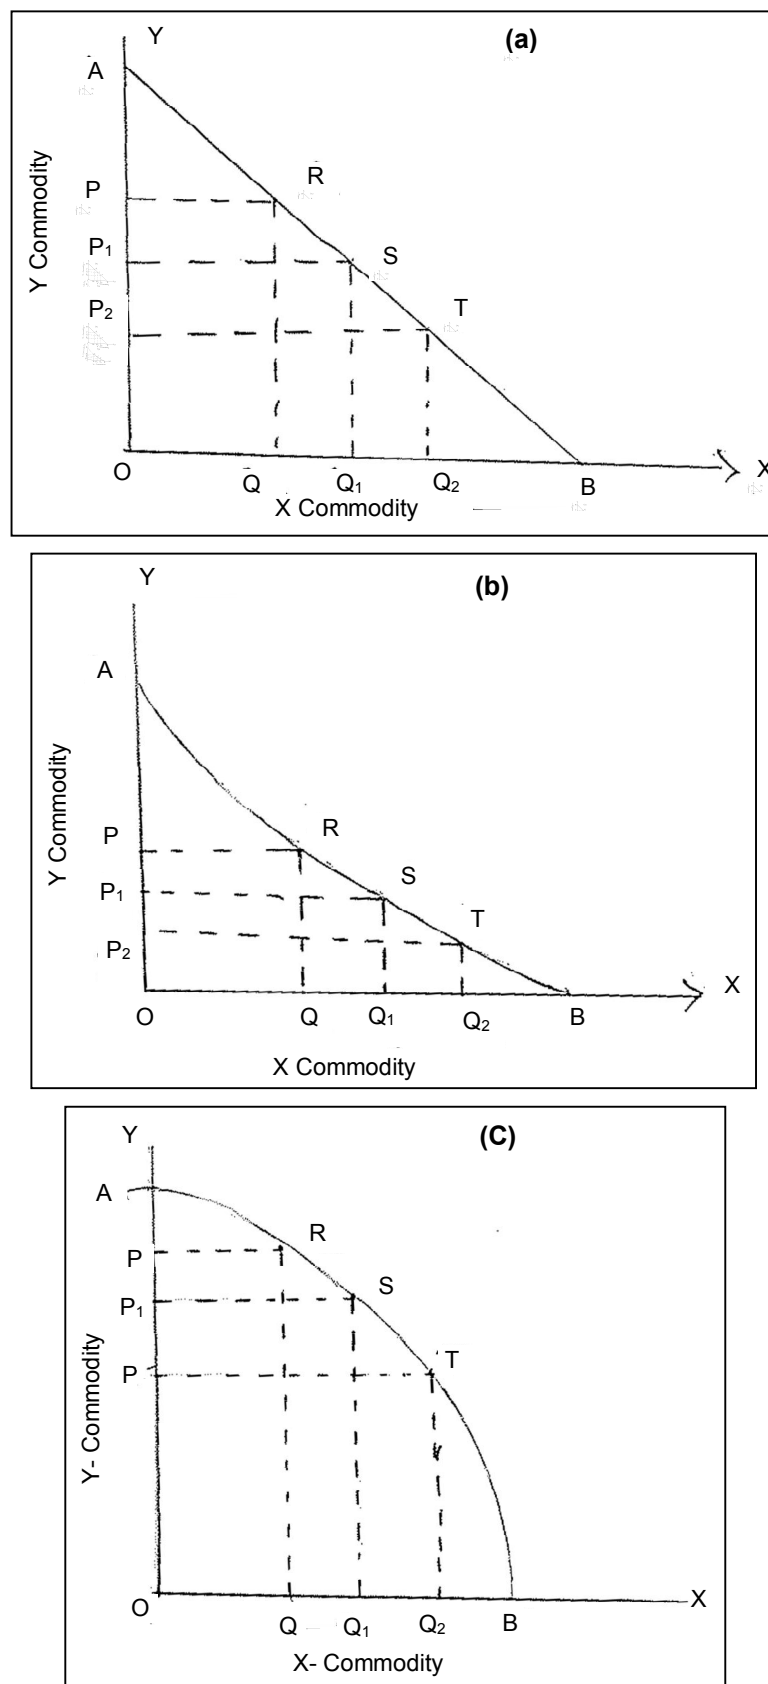 Y
(a)
A
R
P
P₁
S
P₂
T
Y Commodity
O
Q
Q₁
Q₂
B
X
X Commodity
Y
(b)
A
P
R
P₁
S
P₂
T
Y Commodity
X
O
Q
Q₁
Q₂
B
X Commodity
Y
(C)
A
R
P
S
P₁
T
P
Y- Commodity
O
Q
Q₁
Q₂
B
X
X- Commodity